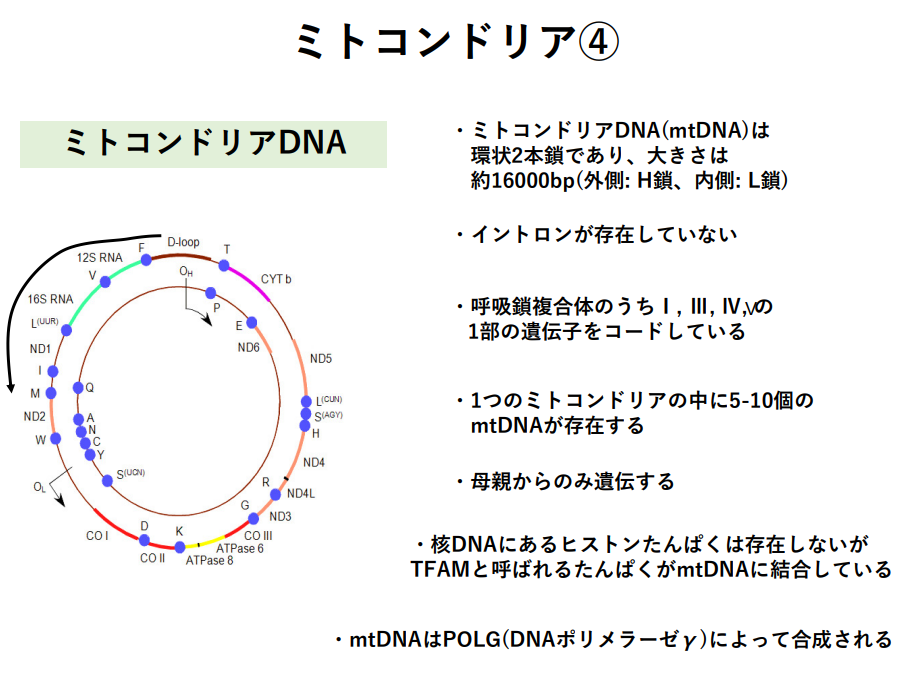 ミトコンドリア④
ミトコンドリアDNA
・ミトコンドリアDNA(mtDNA)は
環状2本鎖であり、大きさは
約16000bp(外側: H鎖、内側: L鎖)
・イントロンが存在していない
・呼吸鎖複合体のうちⅠ, Ⅲ, Ⅳ,Ⅴの
1部の遺伝子をコードしている
・1つのミトコンドリアの中に5-10個の
mtDNAが存在する
・母親からのみ遺伝する
・核DNAにあるヒストンたんぱくは存在しないが
TFAMと呼ばれるたんぱくがmtDNAに結合している
・mtDNAはPOLG(DNAポリメラーゼγ)によって合成される
D-loop
F
T
12S RNA
V
16S RNA
L(UUR)
ND1
I
M
ND2
W
OH
P
E
ND6
CYT b
ND5
L(CUN)
S(AGY)
H
ND4
R
ND4L
ND3
G
CO III
ATPase 6
ATPase 8
K
D
CO II
CO I
OL
Q
A
N
C
Y
S(UCN)